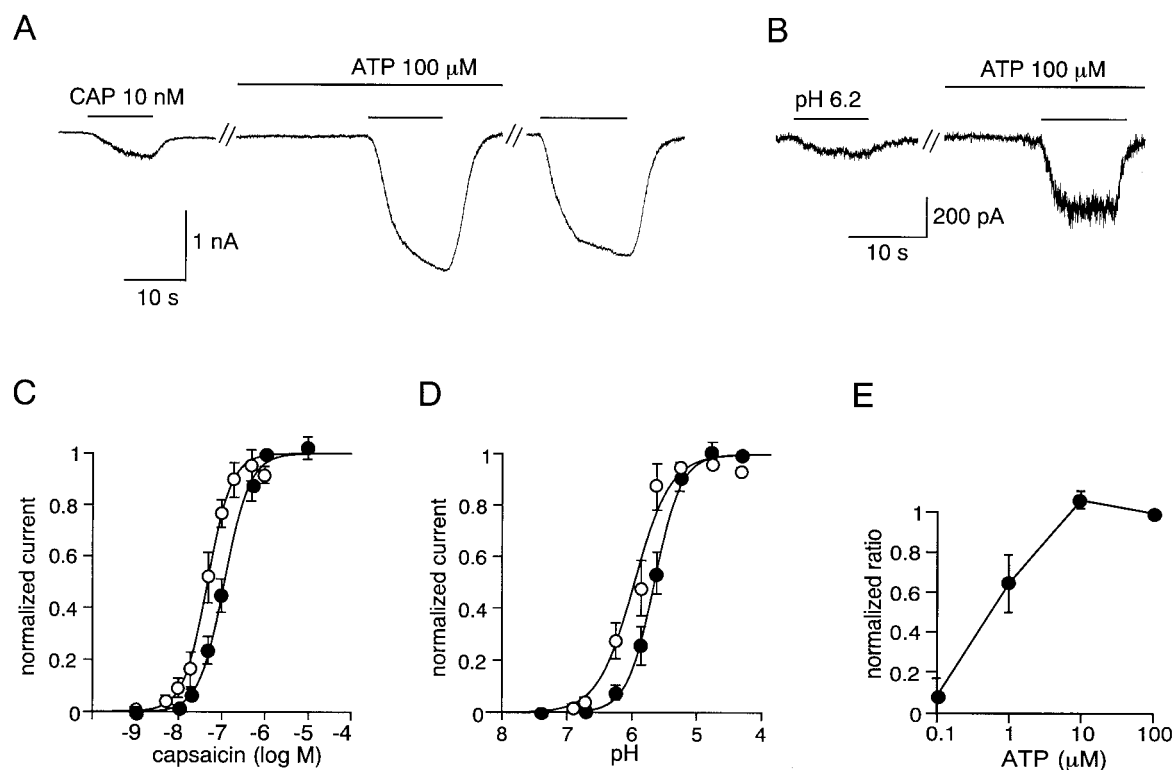 A
CAP 10 nM
ATP 100 µM
1 nA
10 s
B
pH 6.2
ATP 100 µM
200 pA
10 s
C
normalized current
1
0.8
0.6
0.4
0.2
0
-9 -8 -7 -6 -5 -4
capsaicin (log M)
D
normalized current
1
0.8
0.6
0.4
0.2
0
8 7 6 5 4
pH
E
normalized ratio
1
0.8
0.6
0.4
0.2
0
0.1 1 10 100
ATP (µM)